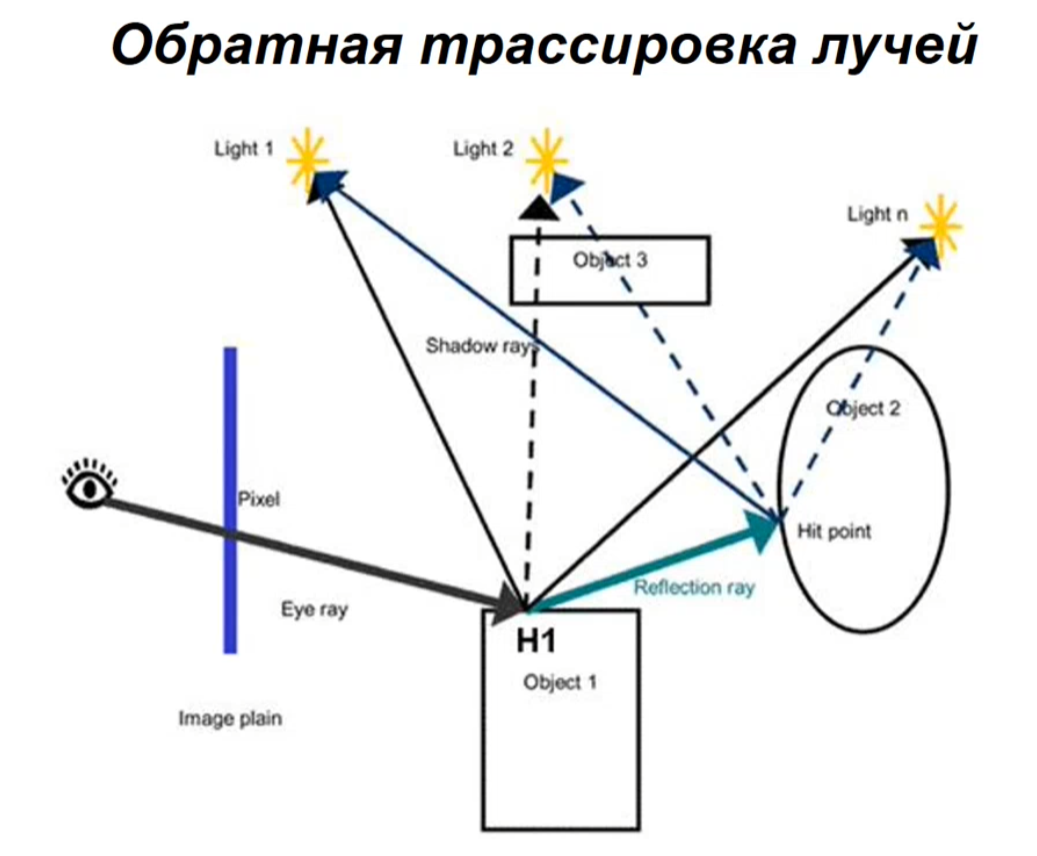 Обратная трассировка лучей
Light 1
Light 2
Light n
Object 3
Shadow rays
Object 2
Pixel
Hit point
Reflection ray
Eye ray
H1
Object 1
Image plain